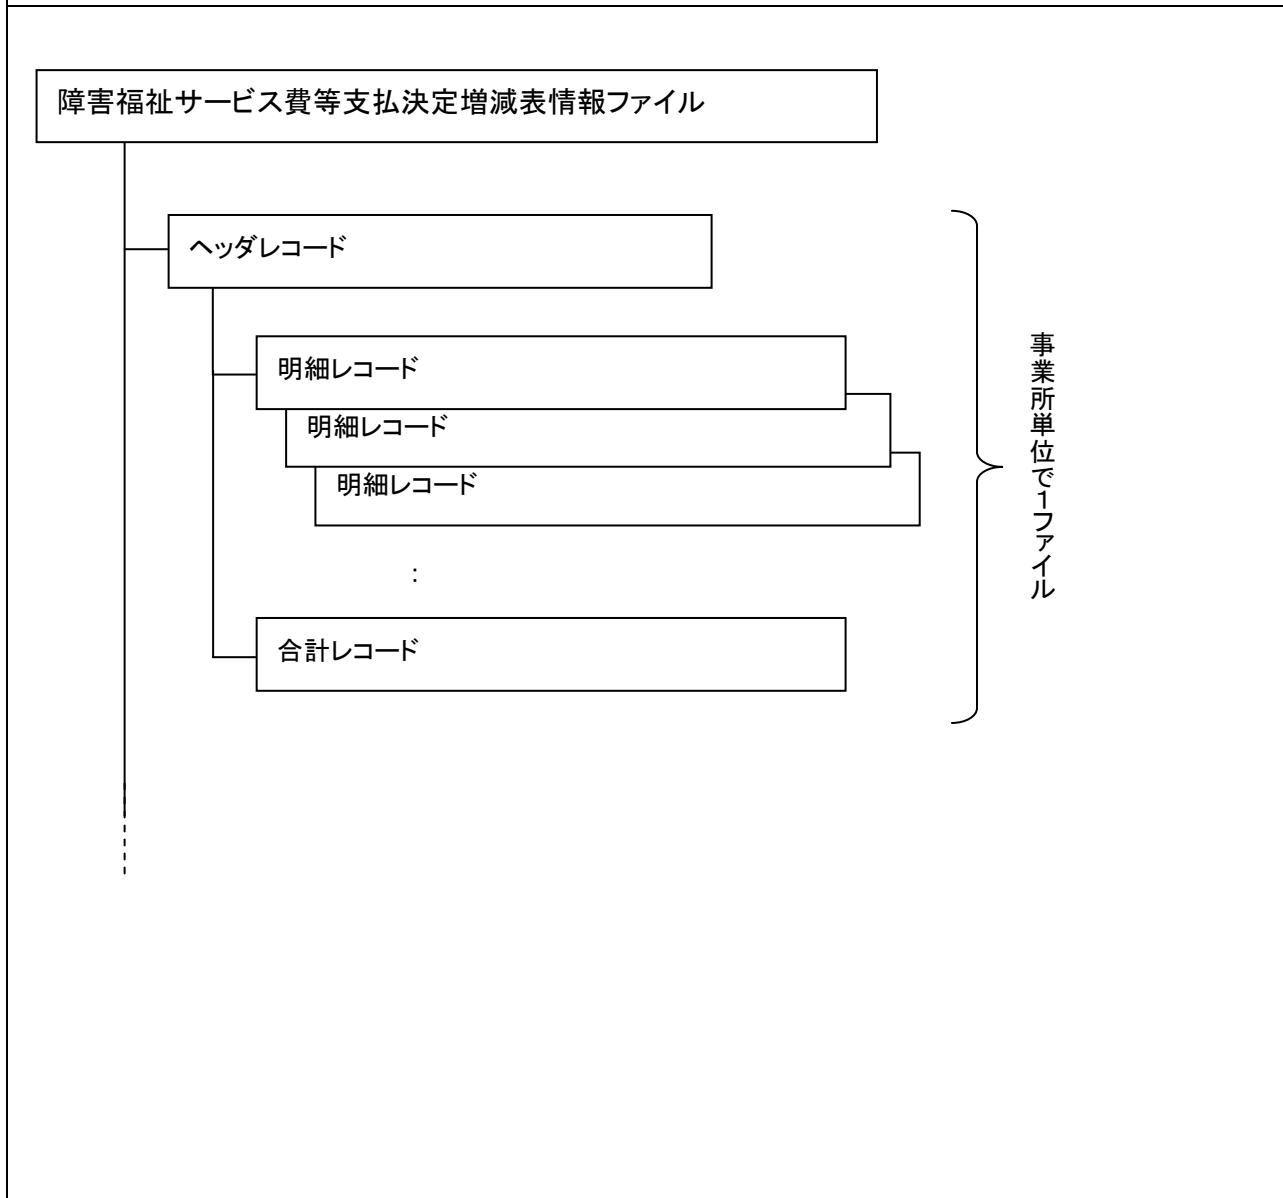 障害福祉サービス費等支払決定増減表情報ファイル
ヘッダレコード
明細レコード
明細レコード
明細レコード
:
合計レコード
事業所単位で1ファイル